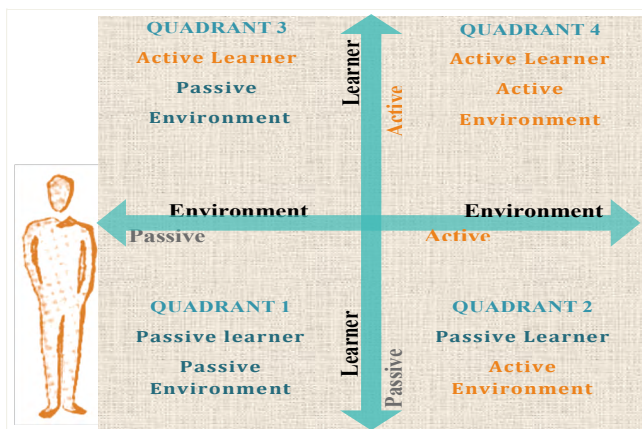 QUADRANT 3
Active Learner
Passive
Environment
QUADRANT 4
Active Learner
Active
Environment
Learner
Active
Environment
Passive
Environment
Active
QUADRANT 1
Passive learner
Passive
Environment
Learner
Passive
QUADRANT 2
Passive Learner
Active
Environment